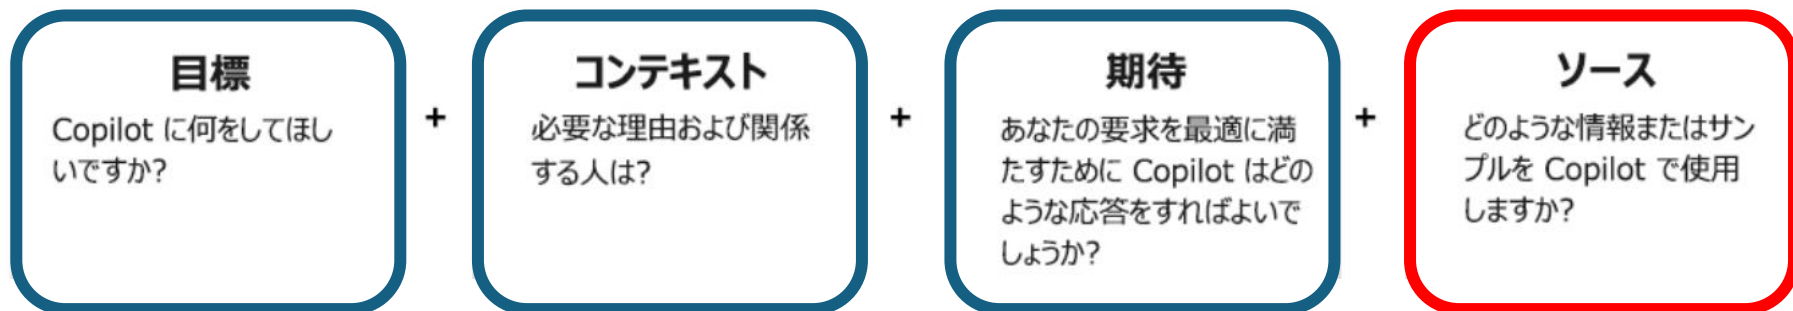 目標
Copilot に何をしてほし
いですか?
+
コンテキスト
必要な理由および関係
する人は?
+
期待
あなたの要求を最適に満
たすために Copilot はどの
ような応答をすればよいで
しょうか?
+
ソース
どのような情報またはサン
プルを Copilot で使用
しますか?